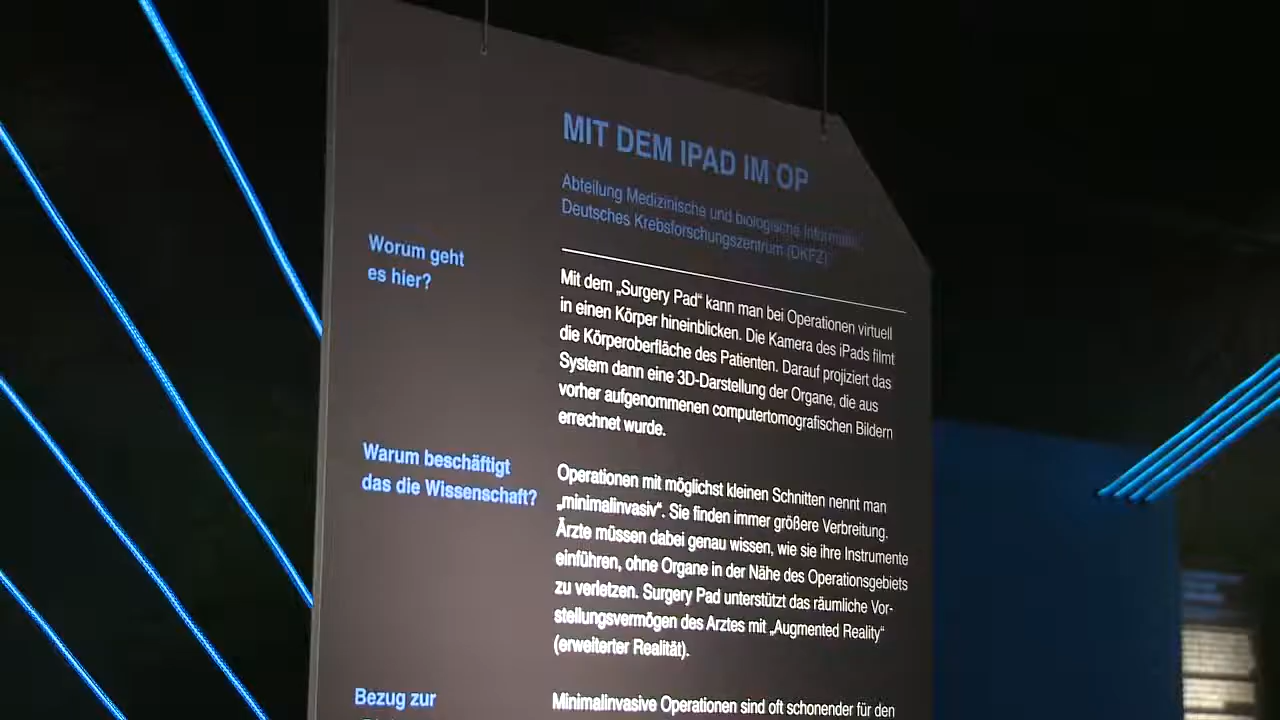 MIT DEM IPAD IM OP
Abteilung Medizinische und biologische Informatik
Deutsches Krebsforschungszentrum (DKFZ)
Worum geht
es hier?
Mit dem „Surgery Pad“ kann man bei Operationen virtuell
in einen Körper hineinblicken. Die Kamera des iPads filmt
die Körperoberfläche des Patienten. Darauf projiziert das
System dann eine 3D-Darstellung der Organe, die aus
vorher aufgenommenen computertomografischen Bildern
errechnet wurde.
Warum beschäftigt
das die Wissenschaft?
Operationen mit möglichst kleinen Schnitten nennt man
„minimalinvasiv“. Sie finden immer größere Verbreitung.
Ärzte müssen dabei genau wissen, wie sie ihre Instrumente
einführen, ohne Organe in der Nähe des Operationsgebiets
zu verletzen. Surgery Pad unterstützt das räumliche Vor-
stellungsvermögen des Arztes mit „Augmented Reality“
(erweiterter Realität).
Bezug zur
Minimalinvasive Operationen sind oft schonender für den